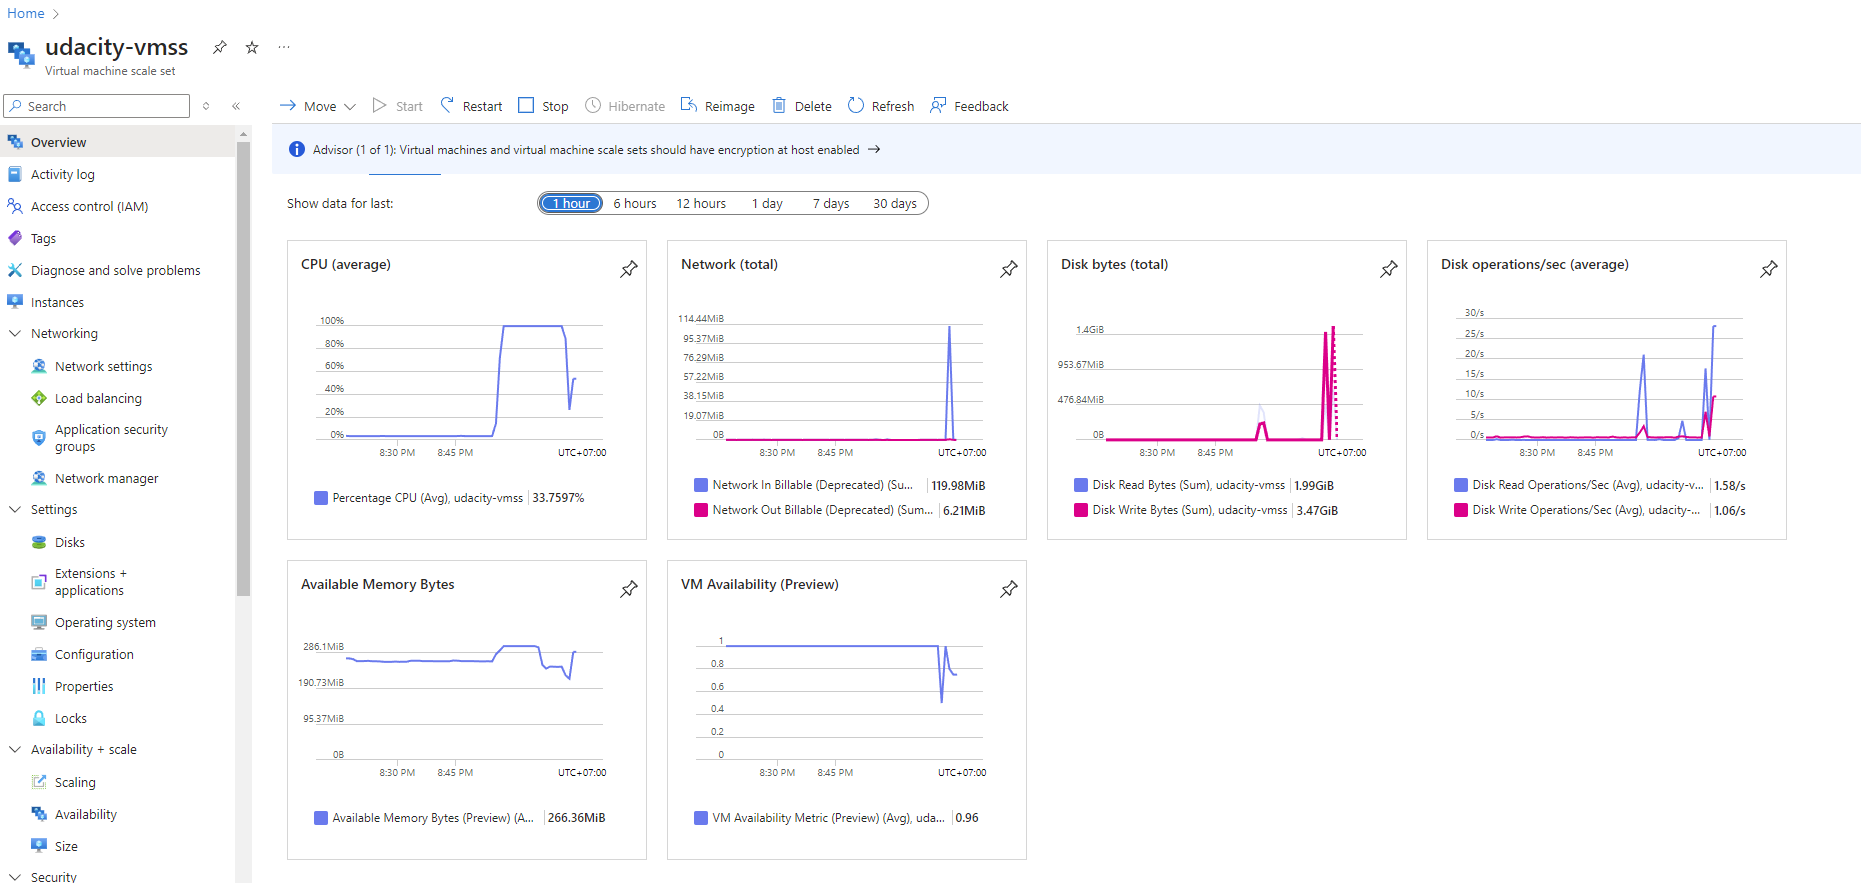 Home
udacity-vmss
Virtual machine scale set
Search
Move
Start
Restart
Stop
Hibernate
Reimage
Delete
Refresh
Feedback
Overview
Activity log
Access control (IAM)
Tags
Diagnose and solve problems
Instances
Networking
Network settings
Load balancing
Application security
groups
Network manager
Settings
Disks
Extensions +
applications
Operating system
Configuration
Properties
Locks
Availability + scale
Scaling
Availability
Size
Security
Advisor (1 of 1): Virtual machines and virtual machine scale sets should have encryption at host enabled
Show data for last:
1 hour
6 hours
12 hours
1 day
7 days
30 days
CPU (average)
100%
80%
60%
40%
20%
0%
8:30 PM
8:45 PM
UTC+07:00
Percentage CPU (Avg), udacity-vmss
33.7597%
Network (total)
114.44MiB
95.37MiB
76.29MiB
57.22MiB
38.15MiB
19.07MiB
0B
8:30 PM
8:45 PM
UTC+07:00
Network In Billable (Deprecated) (Su...
119.98MiB
Network Out Billable (Deprecated) (Sum...
6.21MiB
Disk bytes (total)
1.4GiB
953.67MiB
476.84MiB
0B
8:30 PM
8:45 PM
UTC+07:00
Disk Read Bytes (Sum), udacity-vmss
1.99GiB
Disk Write Bytes (Sum), udacity-vmss
3.47GiB
Disk operations/sec (average)
30/s
25/s
20/s
15/s
10/s
5/s
0/s
8:30 PM
8:45 PM
UTC+07:00
Disk Read Operations/Sec (Avg), udacity-v...
1.58/s
Disk Write Operations/Sec (Avg), udacity-...
1.06/s
Available Memory Bytes
286.1MiB
190.73MiB
95.37MiB
0B
8:30 PM
8:45 PM
UTC+07:00
Available Memory Bytes (Preview) (A...
266.36MiB
VM Availability (Preview)
1
0.8
0.6
0.4
0.2
0
8:30 PM
8:45 PM
UTC+07:00
VM Availability Metric (Preview) (Avg), uda...
0.96